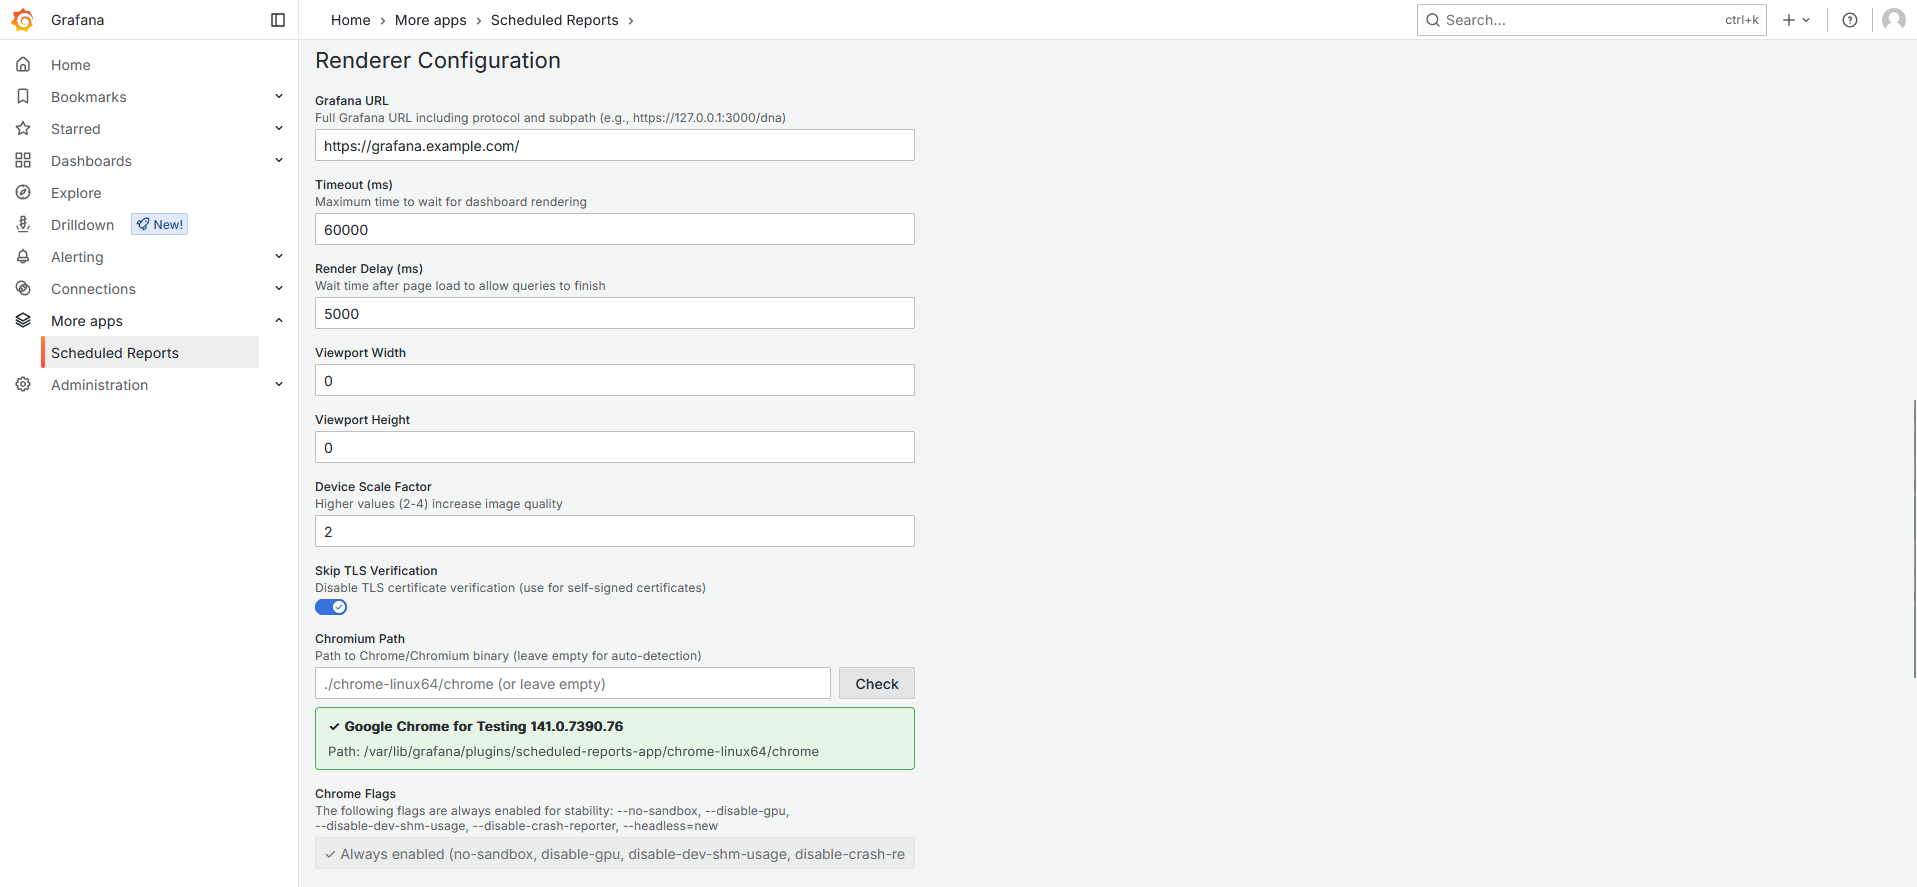 Grafana
Home › More apps › Scheduled Reports ›
Search...
ctrl+k
Home
Bookmarks
Starred
Dashboards
Explore
Drilldown
New!
Alerting
Connections
More apps
Scheduled Reports
Administration
Renderer Configuration
Grafana URL
Full Grafana URL including protocol and subpath (e.g., https://127.0.0.1:3000/dna)
https://grafana.example.com/
Timeout (ms)
Maximum time to wait for dashboard rendering
60000
Render Delay (ms)
Wait time after page load to allow queries to finish
5000
Viewport Width
0
Viewport Height
0
Device Scale Factor
Higher values (2-4) increase image quality
2
Skip TLS Verification
Disable TLS certificate verification (use for self-signed certificates)
Chromium Path
Path to Chrome/Chromium binary (leave empty for auto-detection)
./chrome-linux64/chrome (or leave empty)
Check
✓ Google Chrome for Testing 141.0.7390.76
Path: /var/lib/grafana/plugins/scheduled-reports-app/chrome-linux64/chrome
Chrome Flags
The following flags are always enabled for stability: --no-sandbox, --disable-gpu,
--disable-dev-shm-usage, --disable-crash-reporter, --headless=new
✓ Always enabled (no-sandbox, disable-gpu, disable-dev-shm-usage, disable-crash-re